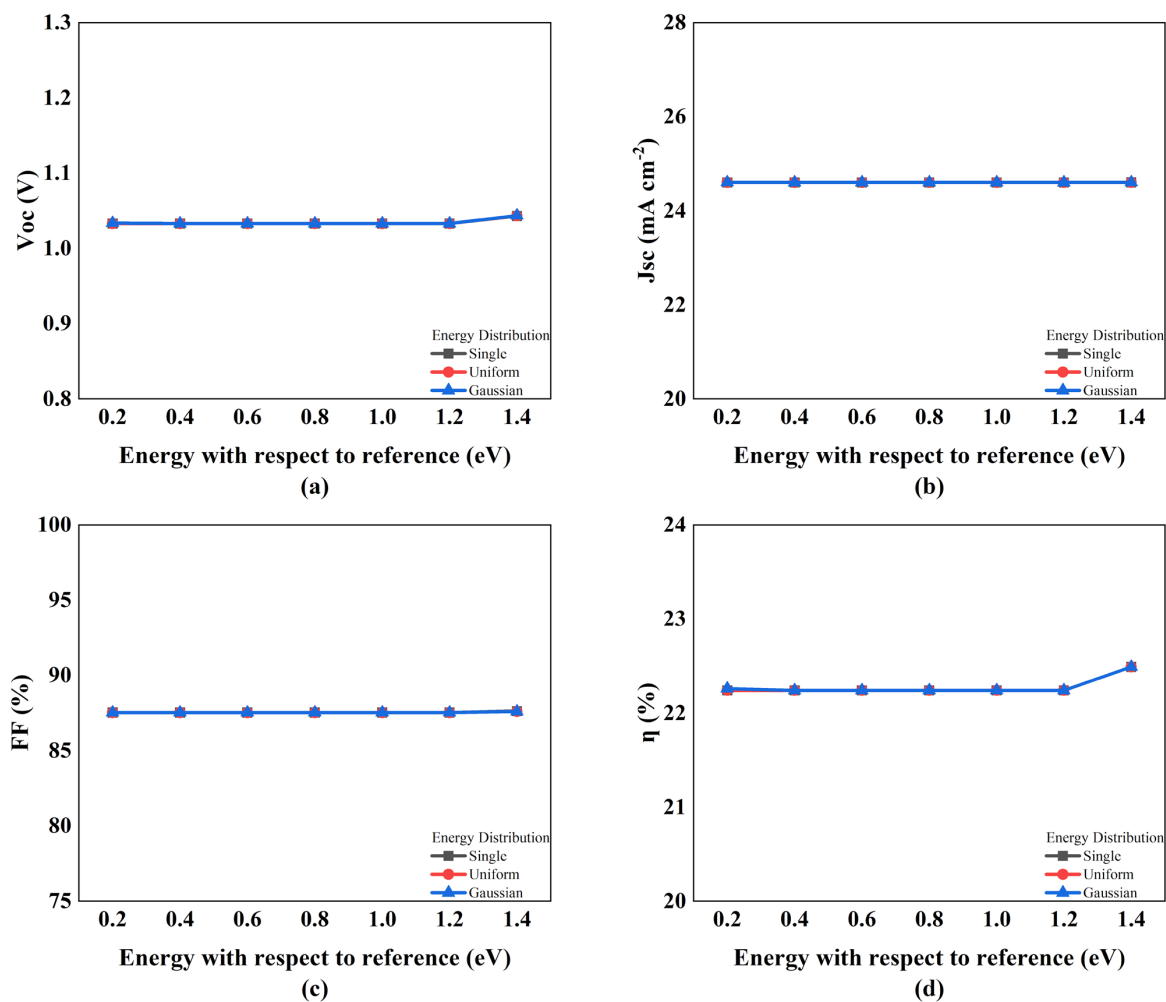 1.3
1.2
1.1
1.0
0.9
0.8
Voc (V)
Energy Distribution
Single
Uniform
Gaussian
0.2 0.4 0.6 0.8 1.0 1.2 1.4
Energy with respect to reference (eV)
(a)
28
26
24
22
20
Jsc (mA cm⁻²)
Energy Distribution
Single
Uniform
Gaussian
0.2 0.4 0.6 0.8 1.0 1.2 1.4
Energy with respect to reference (eV)
(b)
100
95
90
85
80
75
FF (%)
Energy Distribution
Single
Uniform
Gaussian
0.2 0.4 0.6 0.8 1.0 1.2 1.4
Energy with respect to reference (eV)
(c)
24
23
22
21
20
η (%)
Energy Distribution
Single
Uniform
Gaussian
0.2 0.4 0.6 0.8 1.0 1.2 1.4
Energy with respect to reference (eV)
(d)